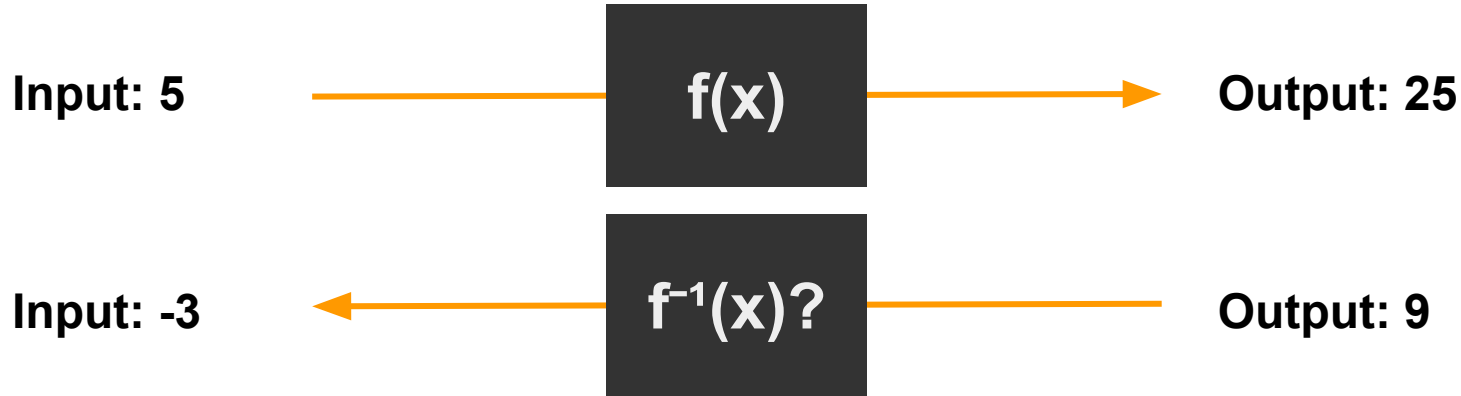 Input: 5
f(x)
Output: 25
Input: -3
f⁻¹(x)?
Output: 9